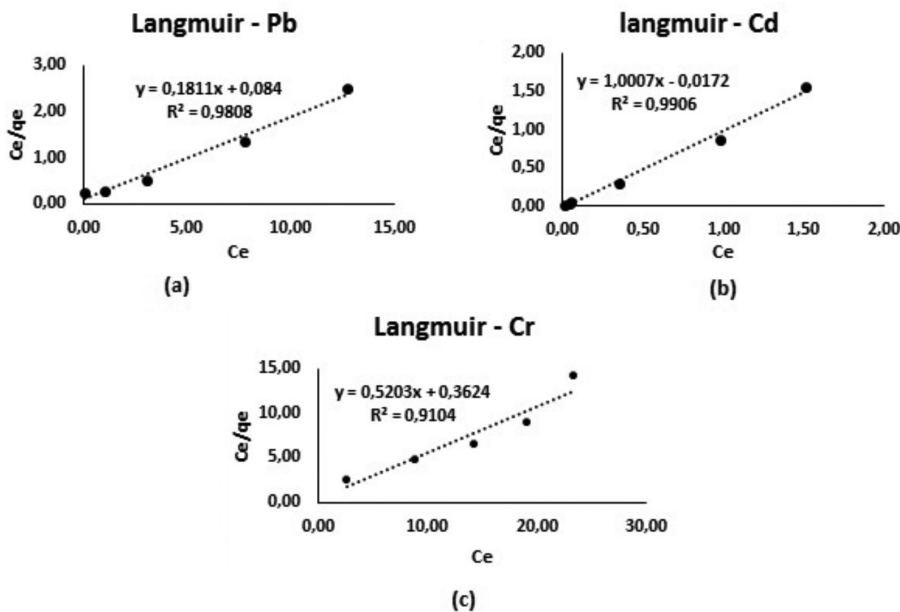 Langmuir - Pb
3,00
2,00
1,00
0,00
Ce/qe
y = 0,1811x + 0,084
R² = 0,9808
0,00 5,00 10,00 15,00
Ce
(a)
langmuir - Cd
2,00
1,50
1,00
0,50
0,00
Ce/qe
y = 1,0007x - 0,0172
R² = 0,9906
0,00 0,50 1,00 1,50 2,00
Ce
(b)
Langmuir - Cr
15,00
10,00
5,00
0,00
Ce/qe
y = 0,5203x + 0,3624
R² = 0,9104
0,00 10,00 20,00 30,00
Ce
(c)